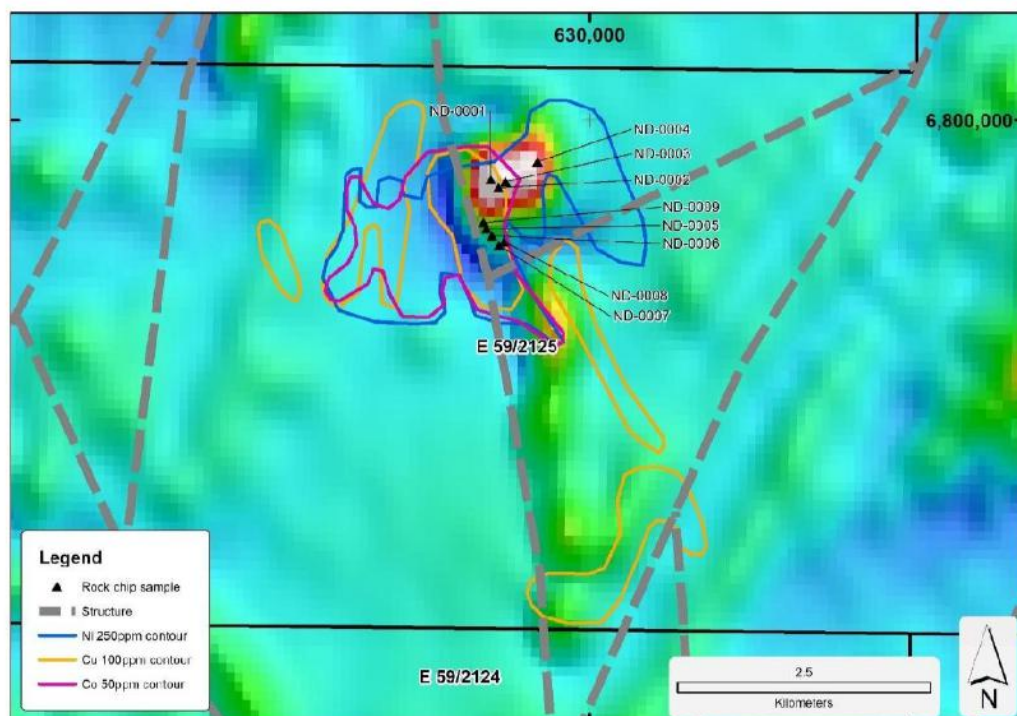 630,000
6,800,000
ND-0001
ND-0004
ND-0003
ND-0002
ND-0009
ND-0005
ND-0006
ND-0008
ND-0007
E 59/2125
E 59/2124
Legend
Rock chip sample
Structure
Ni 250ppm contour
Cu 100ppm contour
Co 50ppm contour
2.5
Kilometers
N